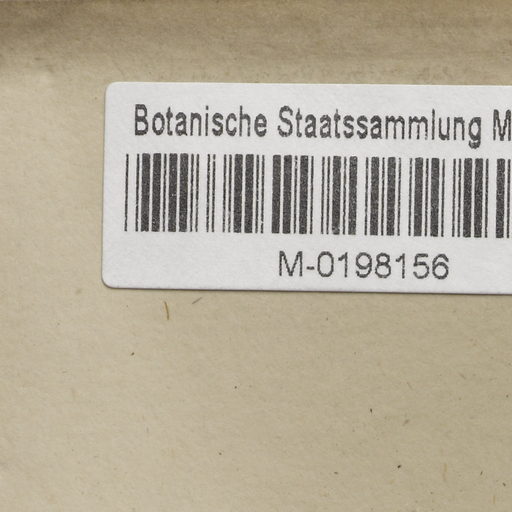 Botanische Staatssammlung M
M-0198156